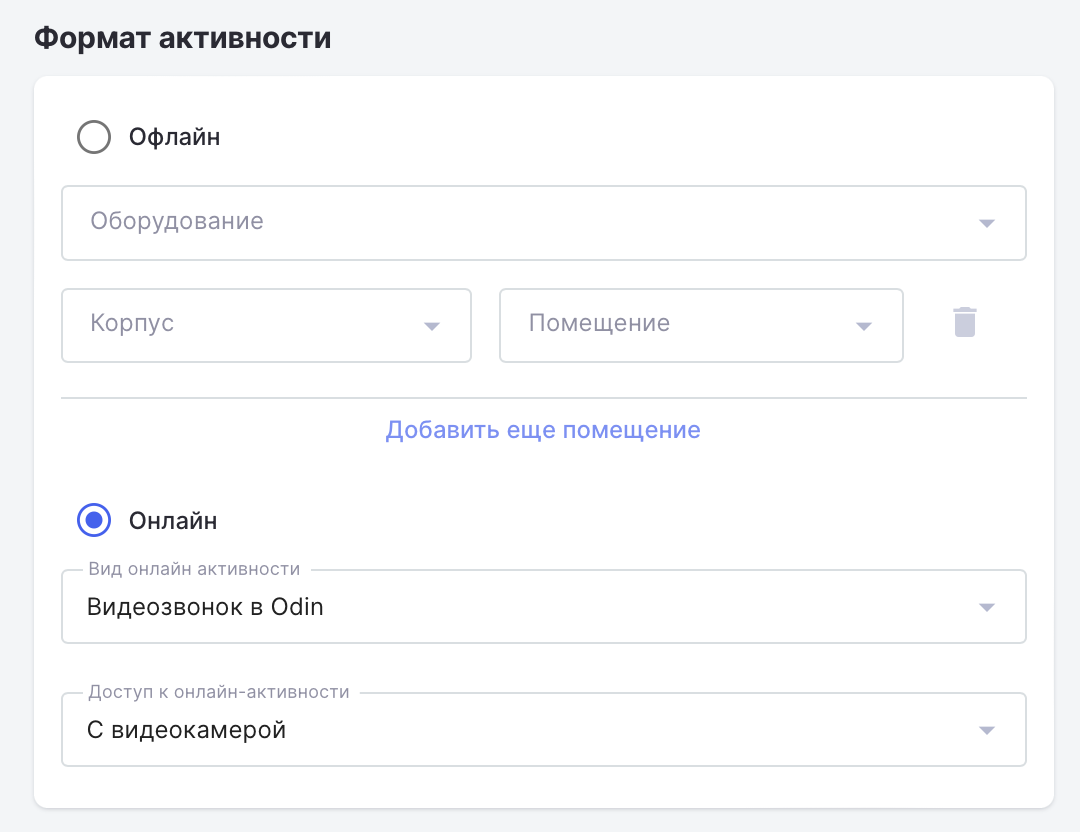 Формат активности
Офлайн
Оборудование
Корпус
Помещение
Добавить еще помещение
Онлайн
Вид онлайн активности
Видеозвонок в Odin
Доступ к онлайн-активности
С видеокамерой